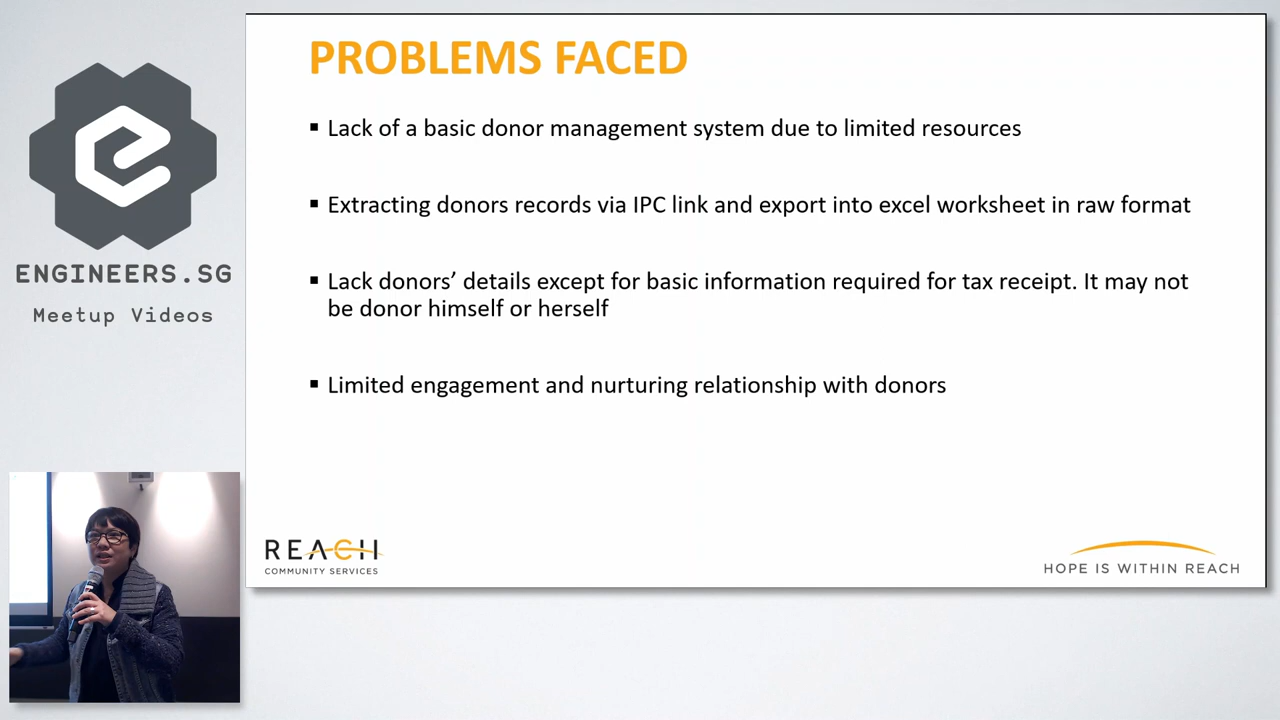 PROBLEMS FACED
▪ Lack of a basic donor management system due to limited resources
▪ Extracting donors records via IPC link and export into excel worksheet in raw format
▪ Lack donors’ details except for basic information required for tax receipt. It may not
be donor himself or herself
▪ Limited engagement and nurturing relationship with donors
REACH
COMMUNITY SERVICES
HOPE IS WITHIN REACH
ENGINEERS.SG
Meetup Videos